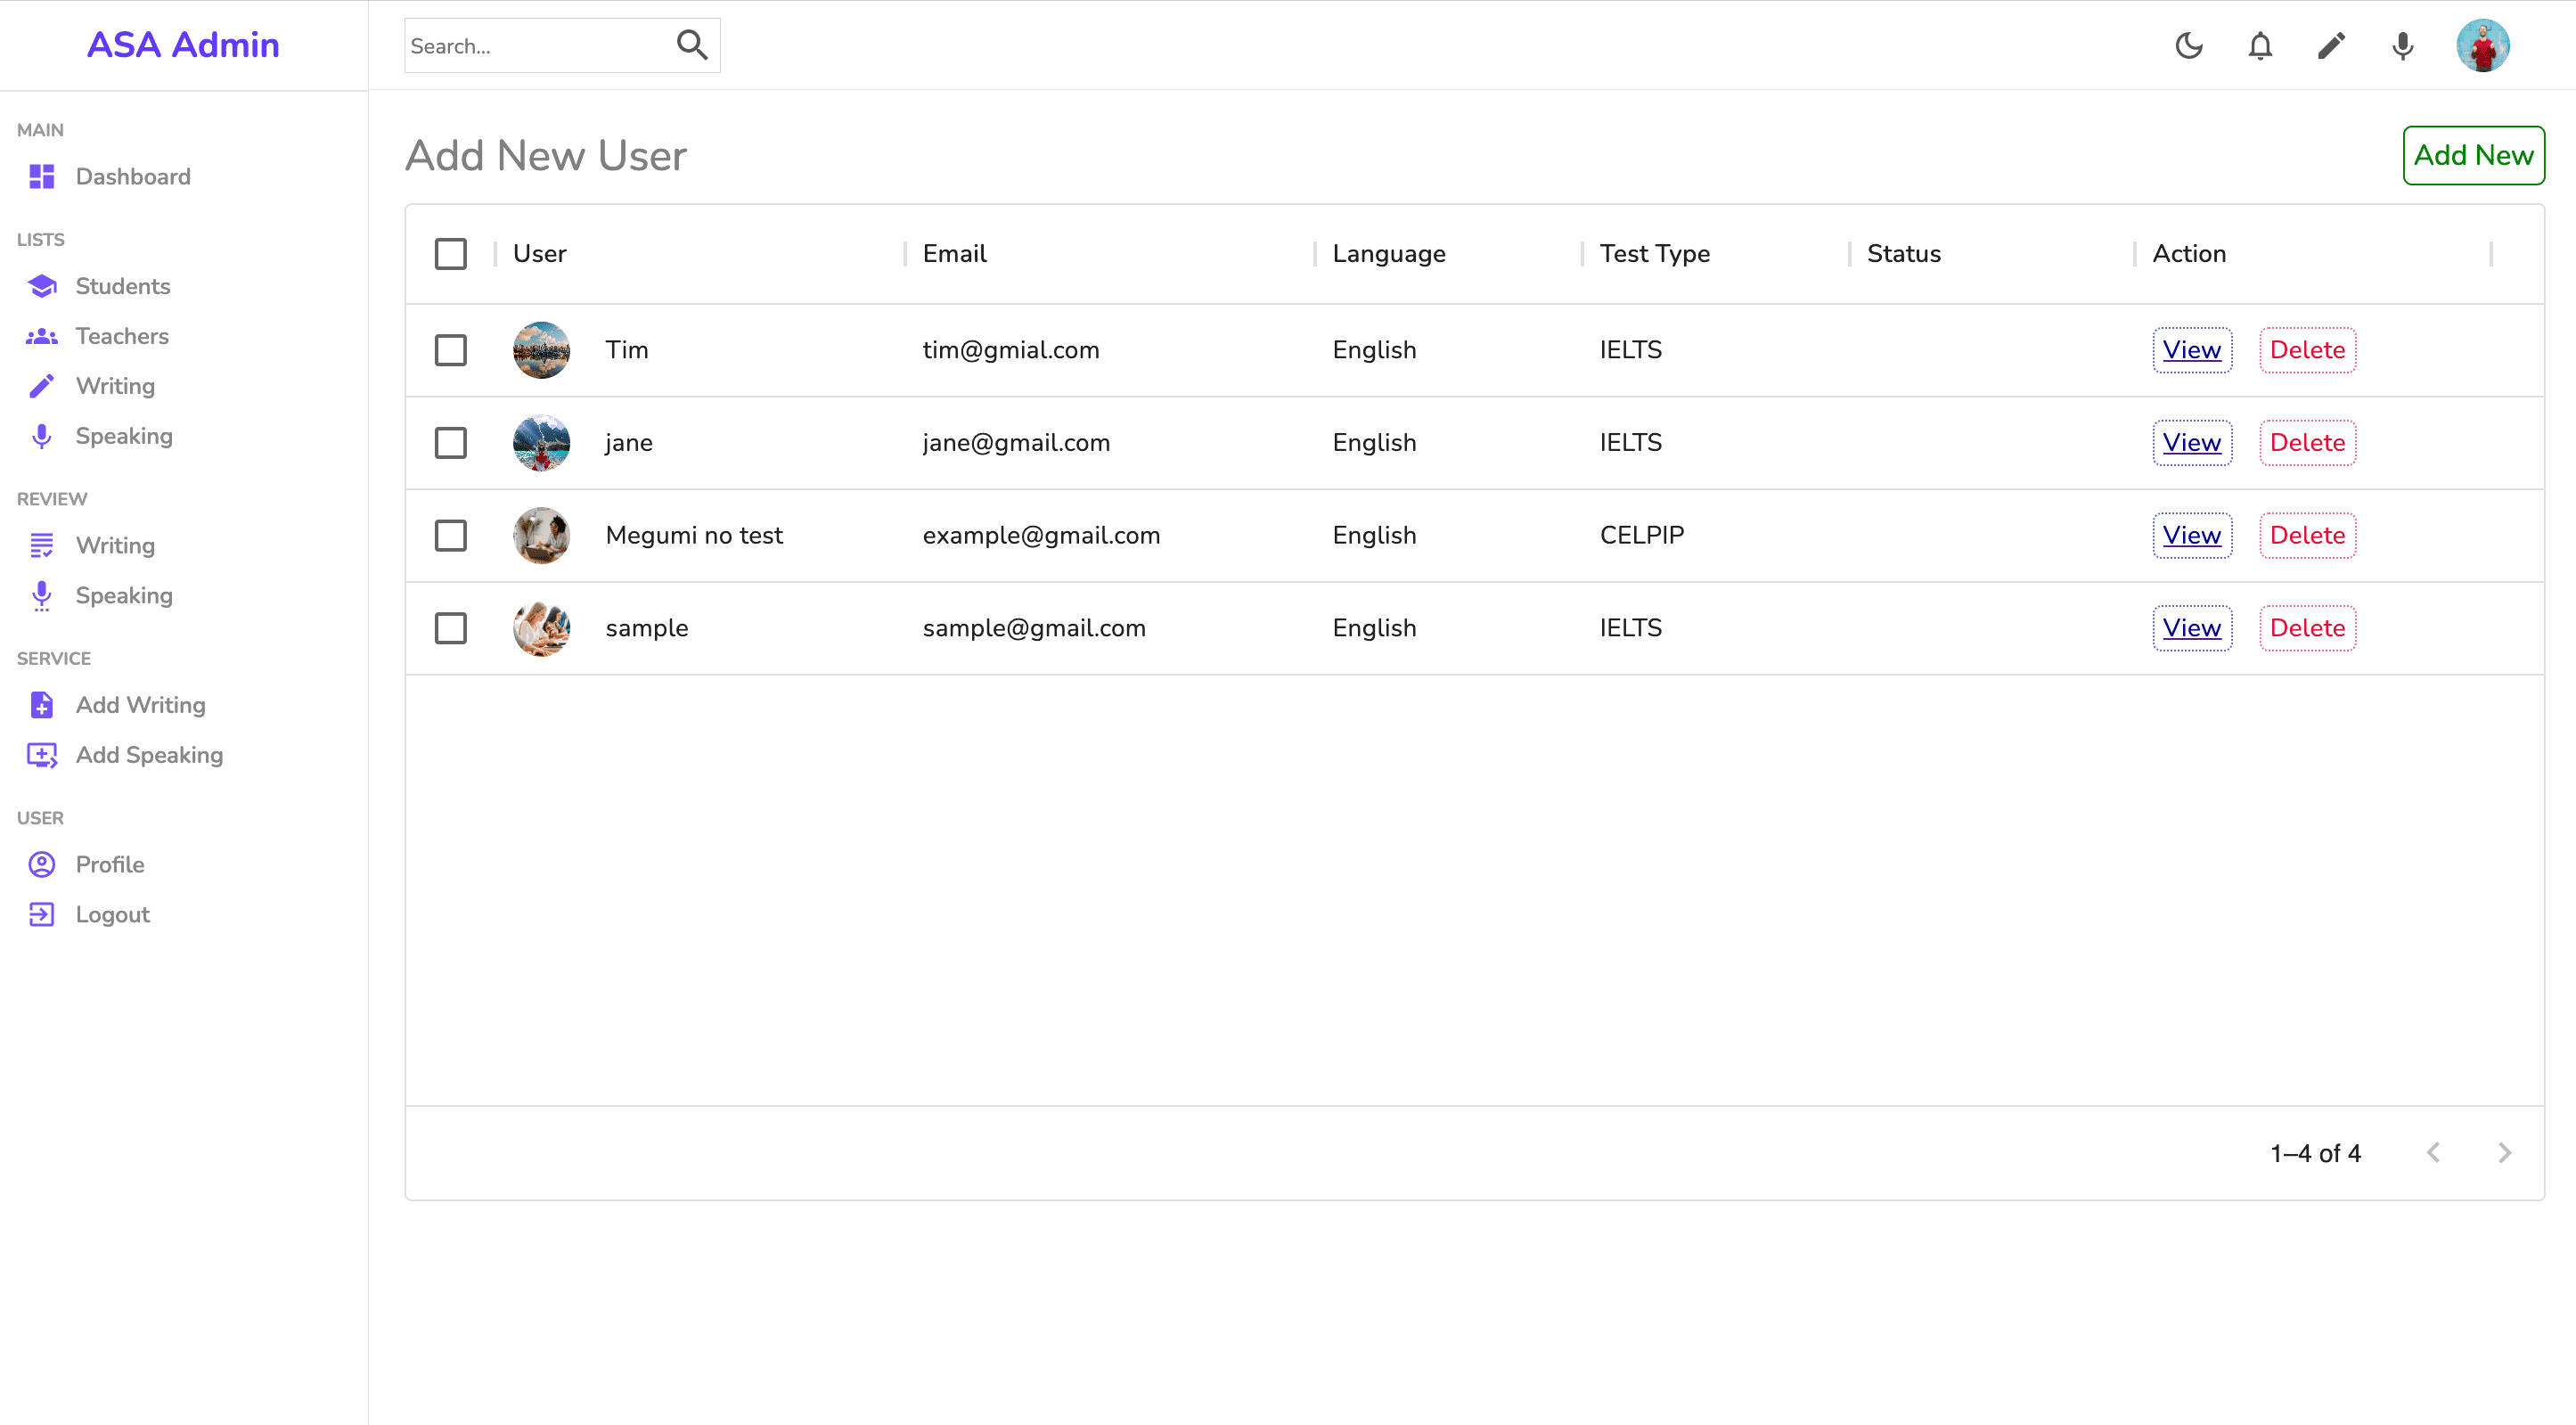 ASA Admin
Search...
MAIN
Dashboard
LISTS
Students
Teachers
Writing
Speaking
REVIEW
Writing
Speaking
SERVICE
Add Writing
Add Speaking
USER
Profile
Logout
Add New User
Add New
User Email Language Test Type Status Action
Tim tim@gmial.com English IELTS View Delete
jane jane@gmail.com English IELTS View Delete
Megumi no test example@gmail.com English CELPIP View Delete
sample sample@gmail.com English IELTS View Delete
1–4 of 4